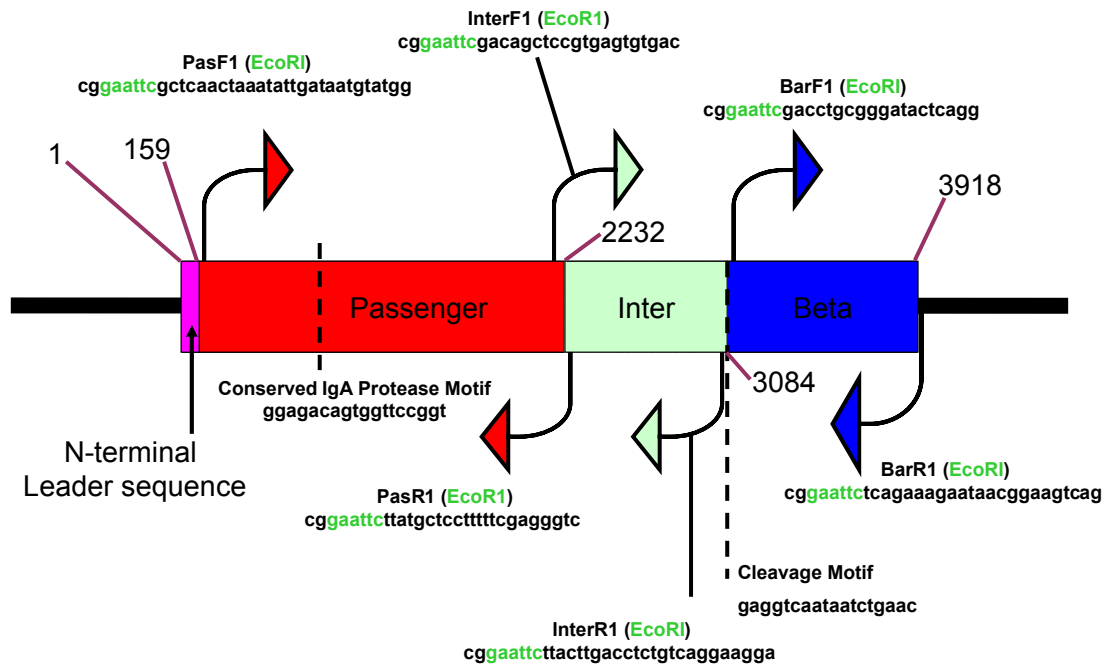 InterF1 (EcoR1)
cggaattcgacagctccgtgagtgtgac
PasF1 (EcoRI)
cggaattcgctcaactaaatattgataatgtatgg
BarF1 (EcoRI)
cggaattcgacctgcgggatactcagg
1
159
2232
3918
Passenger
Inter
Beta
Conserved IgA Protease Motif
ggagacagtggttccggt
3084
N-terminal
Leader sequence
PasR1 (EcoR1)
cggaattcttatgctcctttttcgagggtc
BarR1 (EcoRI)
cggaattctcagaaagaataacggaagtcag
Cleavage Motif
gaggtcaataatctgaac
InterR1 (EcoRI)
cggaattcttacttgacctctgtcaggaagga